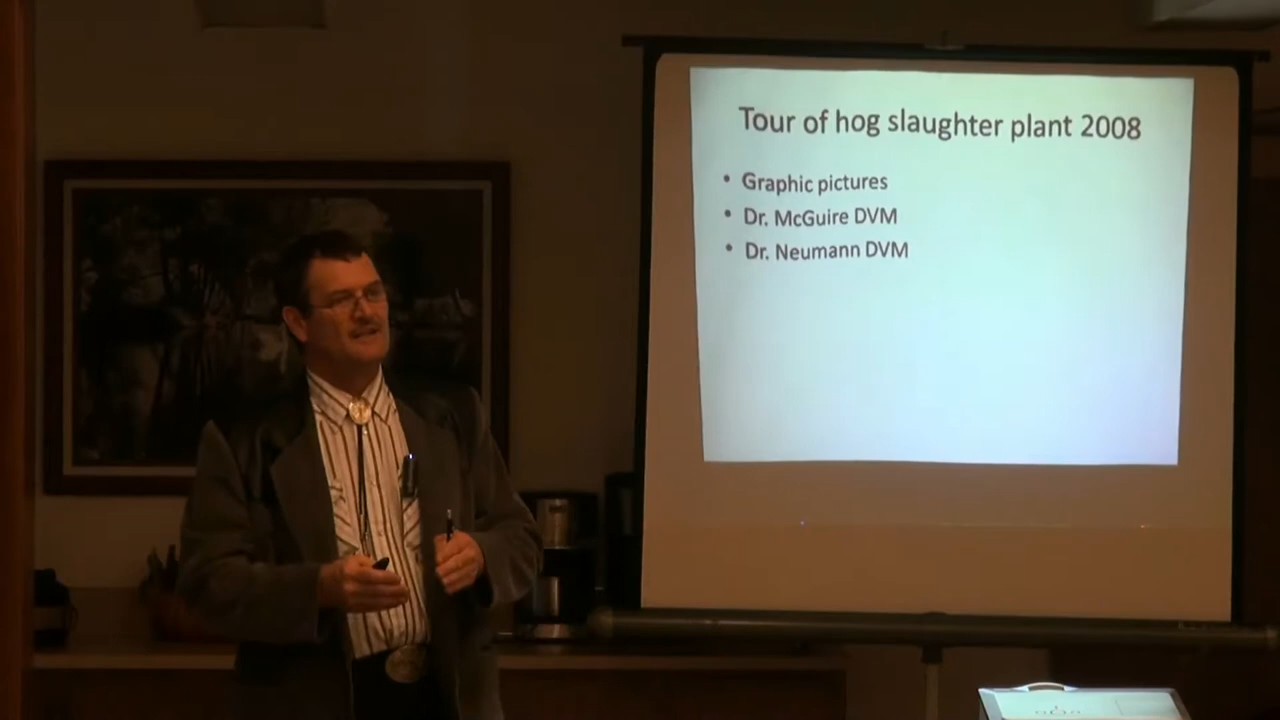 Tour of hog slaughter plant 2008
• Graphic pictures
• Dr. McGuire DVM
• Dr. Neumann DVM